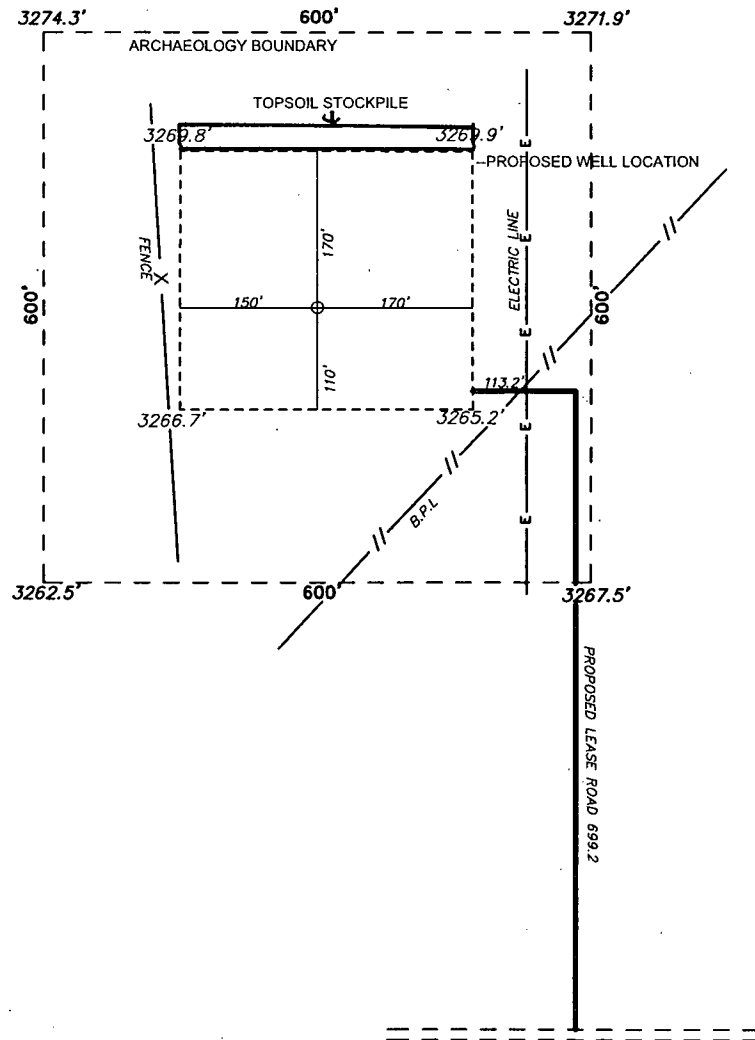 3274.3' 600' 3271.9'
ARCHAEOLOGY BOUNDARY
TOPSOIL STOCKPILE
3269.8' 3269.9'
PROPOSED WELL LOCATION
E
//
FENCE
X
170'
ELECTRIC LINE
E
600'
150' 170'
600'
E
//
110'
113.2'
3266.7' 3265.2'
E
//
B.P.L
E
//
3262.5' 600' 3267.5'
PROPOSED LEASE ROAD 699.2